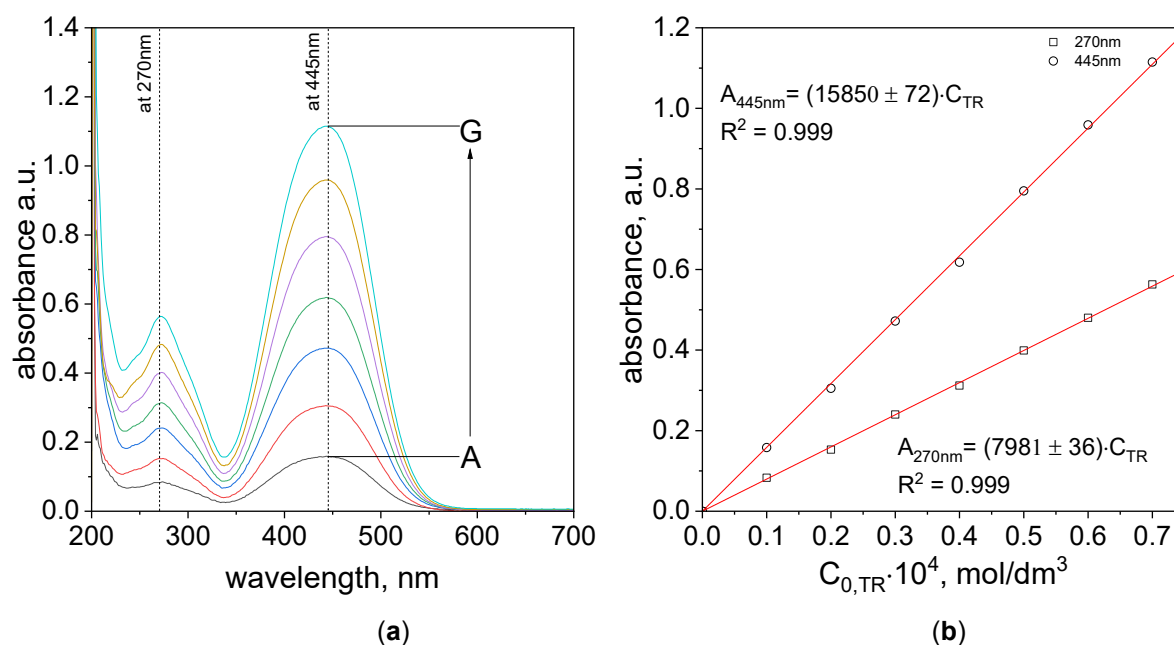 absorbance a.u.
1.4
1.2
1.0
0.8
0.6
0.4
0.2
0.0
at 270nm
at 445nm
G
A
200 300 400 500 600 700
wavelength, nm
(a)
absorbance, a.u.
1.2
1.0
0.8
0.6
0.4
0.2
0.0
270nm
445nm
A445nm= (15850 ± 72)·CTR
R² = 0.999
A270nm= (7981 ± 36)·CTR
R² = 0.999
0.0 0.1 0.2 0.3 0.4 0.5 0.6 0.7
C0,TR·10⁴, mol/dm³
(b)